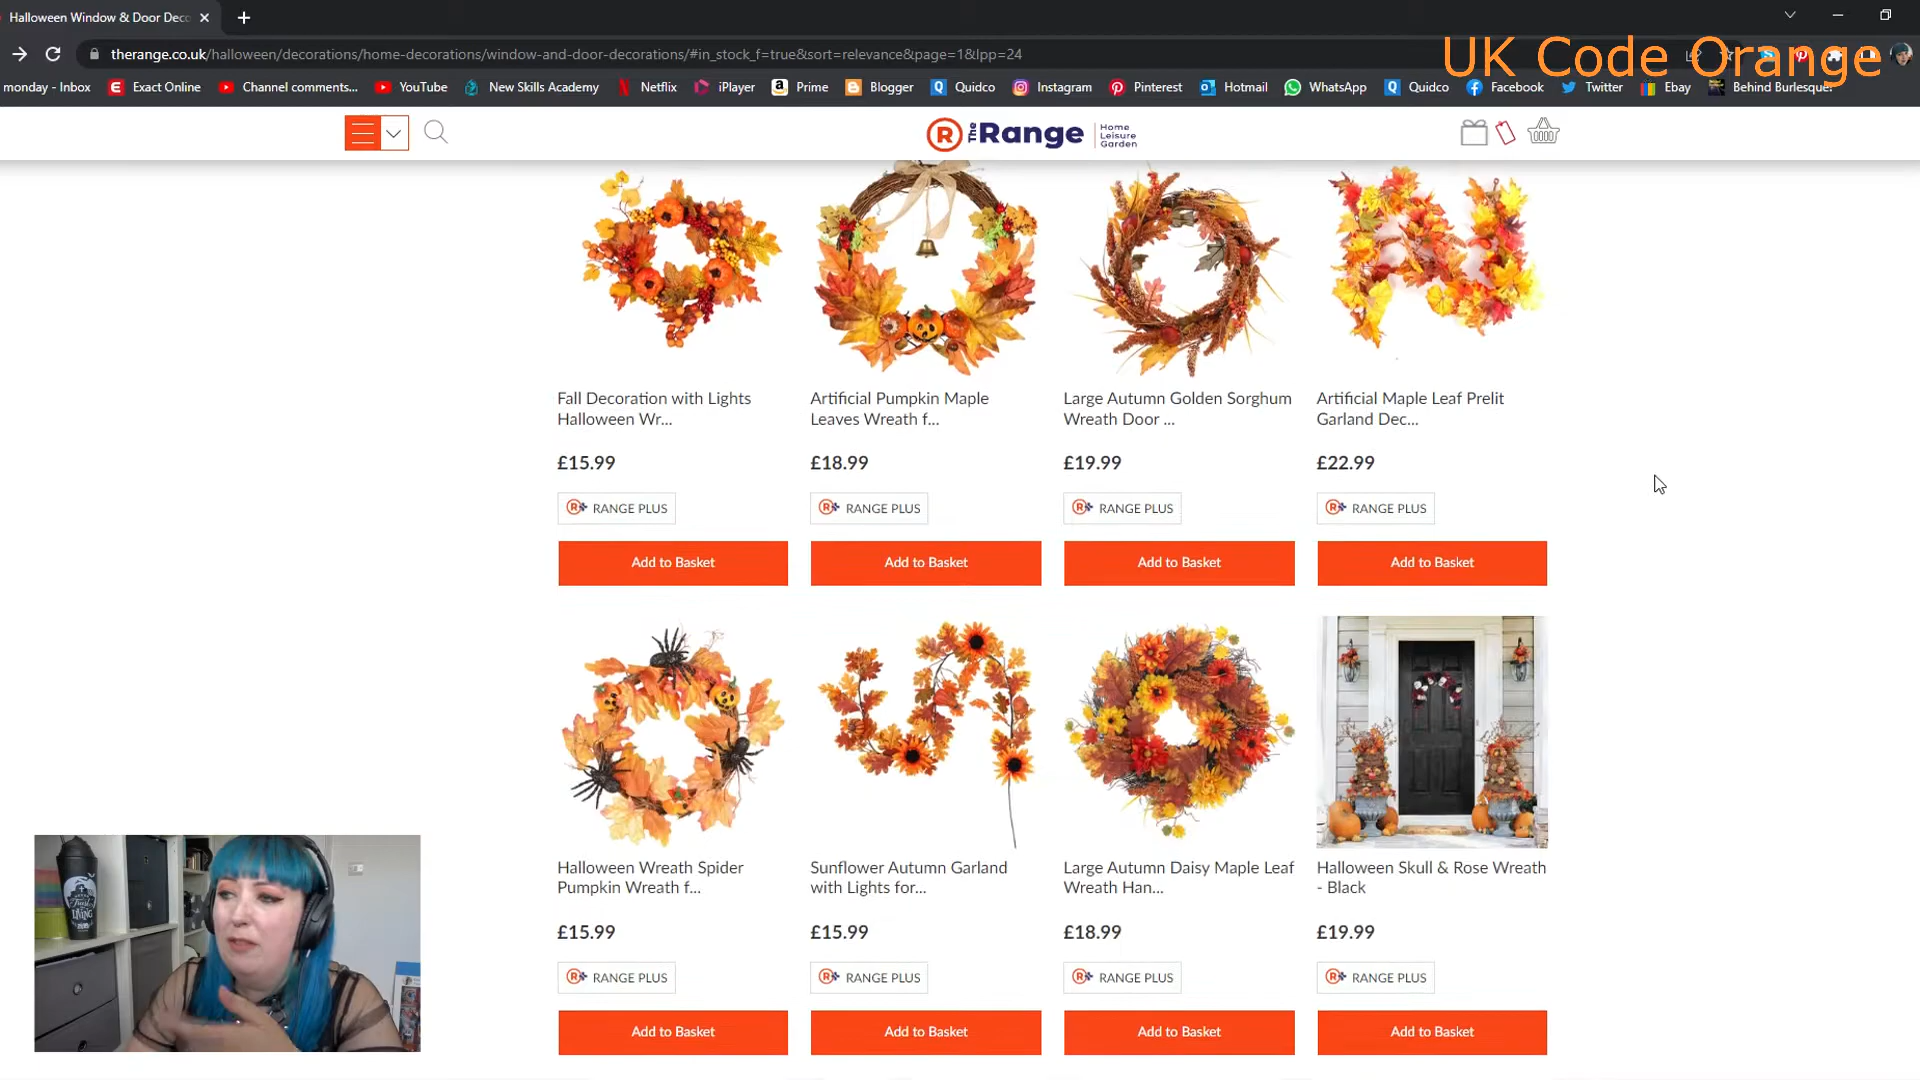 Halloween Window & Door Deco
UK Code Orange
therange.co.uk/halloween/decorations/home-decorations/window-and-door-decorations/#in_stock_f=true&sort=relevance&page=1&lpp=24
monday - Inbox Exact Online Channel comments... YouTube New Skills Academy Netflix iPlayer Prime Blogger Quidco Instagram Pinterest Hotmail WhatsApp Quidco Facebook Twitter Ebay Behind Burlesque:
The Range Home
Leisure
Garden
Fall Decoration with Lights
Halloween Wr...
£15.99
RANGE PLUS
Add to Basket
Artificial Pumpkin Maple
Leaves Wreath f...
£18.99
RANGE PLUS
Add to Basket
Large Autumn Golden Sorghum
Wreath Door ...
£19.99
RANGE PLUS
Add to Basket
Artificial Maple Leaf Prelit
Garland Dec...
£22.99
RANGE PLUS
Add to Basket
Halloween Wreath Spider
Pumpkin Wreath f...
£15.99
RANGE PLUS
Add to Basket
Sunflower Autumn Garland
with Lights for...
£15.99
RANGE PLUS
Add to Basket
Large Autumn Daisy Maple Leaf
Wreath Han...
£18.99
RANGE PLUS
Add to Basket
Halloween Skull & Rose Wreath
- Black
£19.99
RANGE PLUS
Add to Basket
LIVING